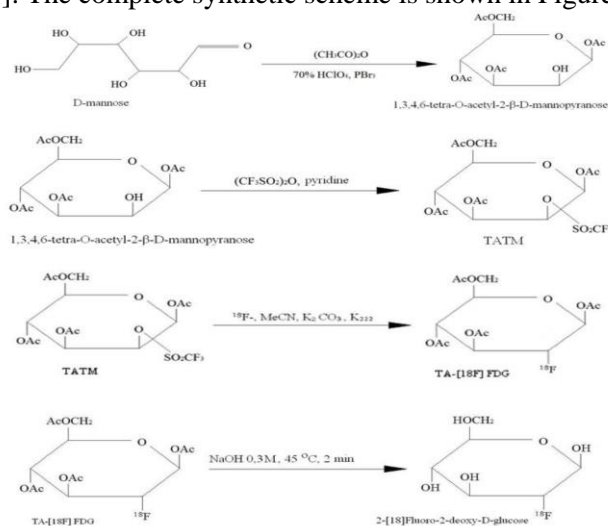 ]. The complete synthetic scheme is shown in Figure
HO OH OH O
HO HO OH
D-mannose
(CH₃CO)₂O
70% HClO₄, PBr₃
AcOCH₂ O OAc
OAc OAc OH
1,3,4,6-tetra-O-acetyl-2-β-D-mannopyranose
AcOCH₂ O OAc
OAc OAc OH
1,3,4,6-tetra-O-acetyl-2-β-D-mannopyranose
(CF₃SO₂)₂O, pyridine
AcOCH₂ O OAc
OAc OAc O
SO₂CF
TATM
AcOCH₂ O OAc
OAc OAc O
SO₂CF₃
TATM
¹⁸F-, MeCN, K₂ CO₃, K₂₂₂
AcOCH₂ O OAc
OAc OAc ¹⁸F
TA-[18F] FDG
AcOCH₂ O OAc
OAc OAc ¹⁸F
TA-[18F] FDG
NaOH 0,3M, 45 °C, 2 min
HOCH₂ O OH
OH OH ¹⁸F
2-[18]Fluoro-2-deoxy-D-glucose